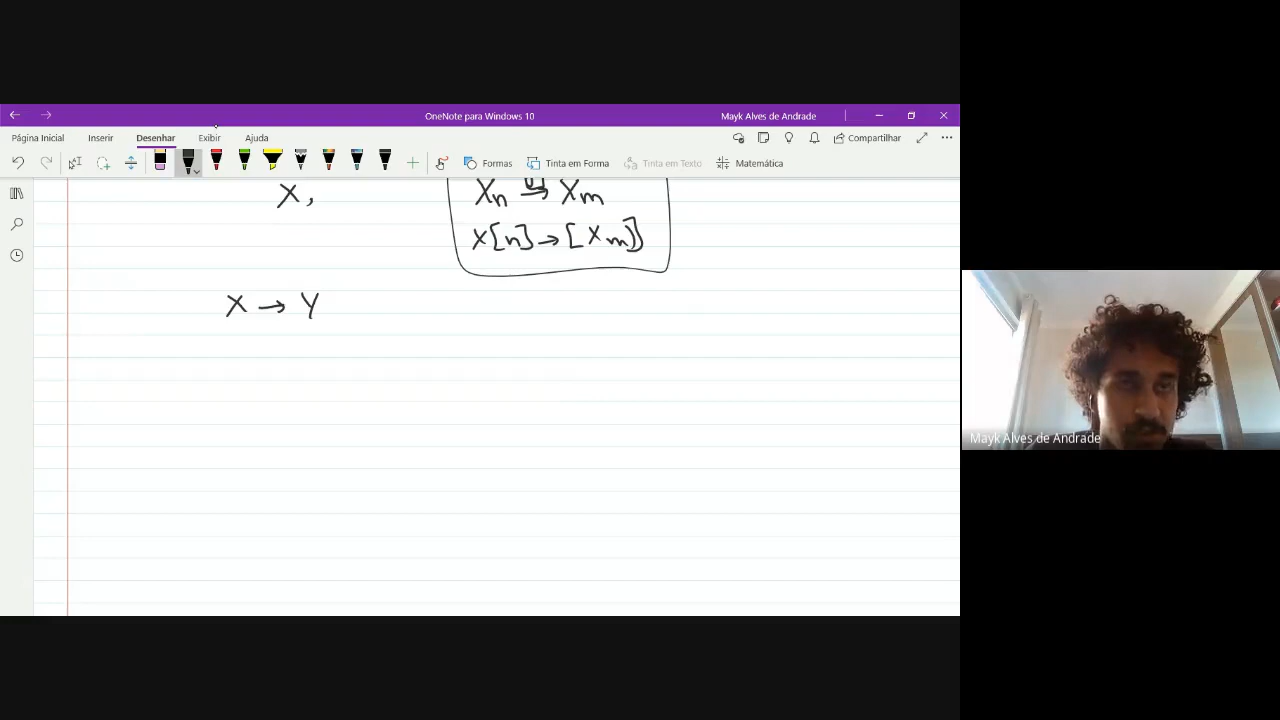 OneNote para Windows 10
Mayk Alves de Andrade
Página Inicial
Inserir
Desenhar
Exibir
Ajuda
Compartilhar
Formas
Tinta em Forma
Tinta em Texto
Matemática
X,
Xn → Xm
X[n] → [Xm]]
X → Y
Mayk Alves de Andrade